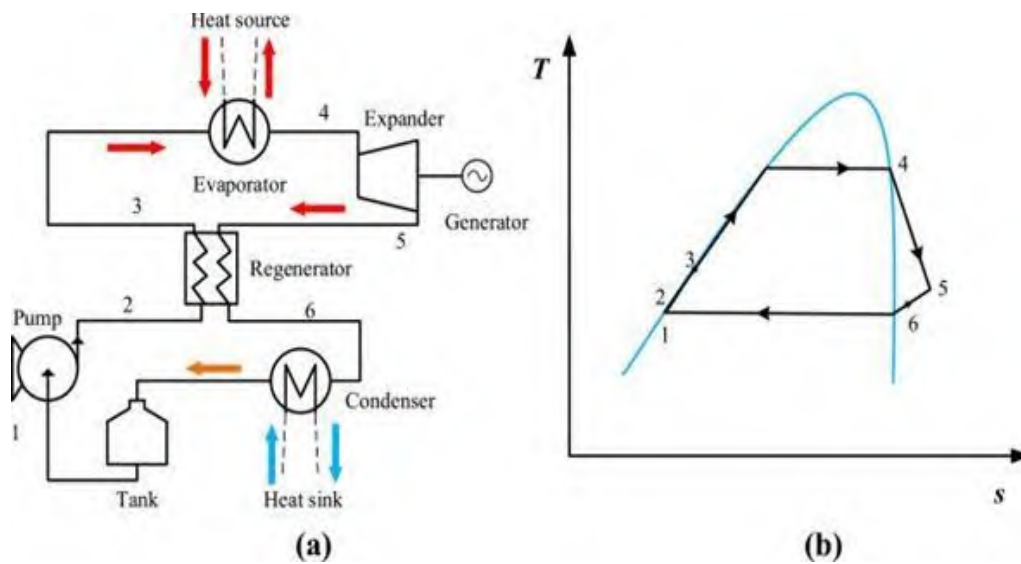 Heat source
4
Expander
Evaporator
3
5
Generator
Regenerator
2
6
Pump
Condenser
1
Tank
Heat sink
(a)
T
4
3
5
2
6
1
s
(b)